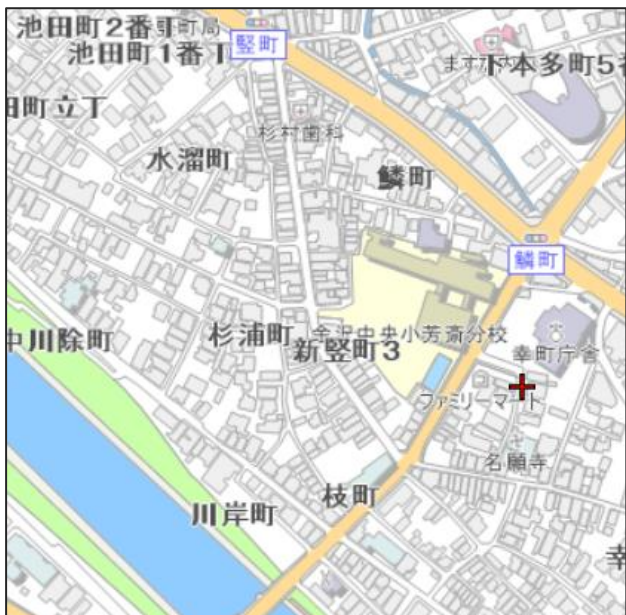 池田町2番丁
竪町
池田町1番丁
下本多町5番
田町立丁
杉村歯科
水溜町
鱗町
鱗町
中川除町
杉浦町
金沢中央小芳斎分校
新竪町3
幸町庁舎
ファミリーマート
名願寺
枝町
川岸町
幸